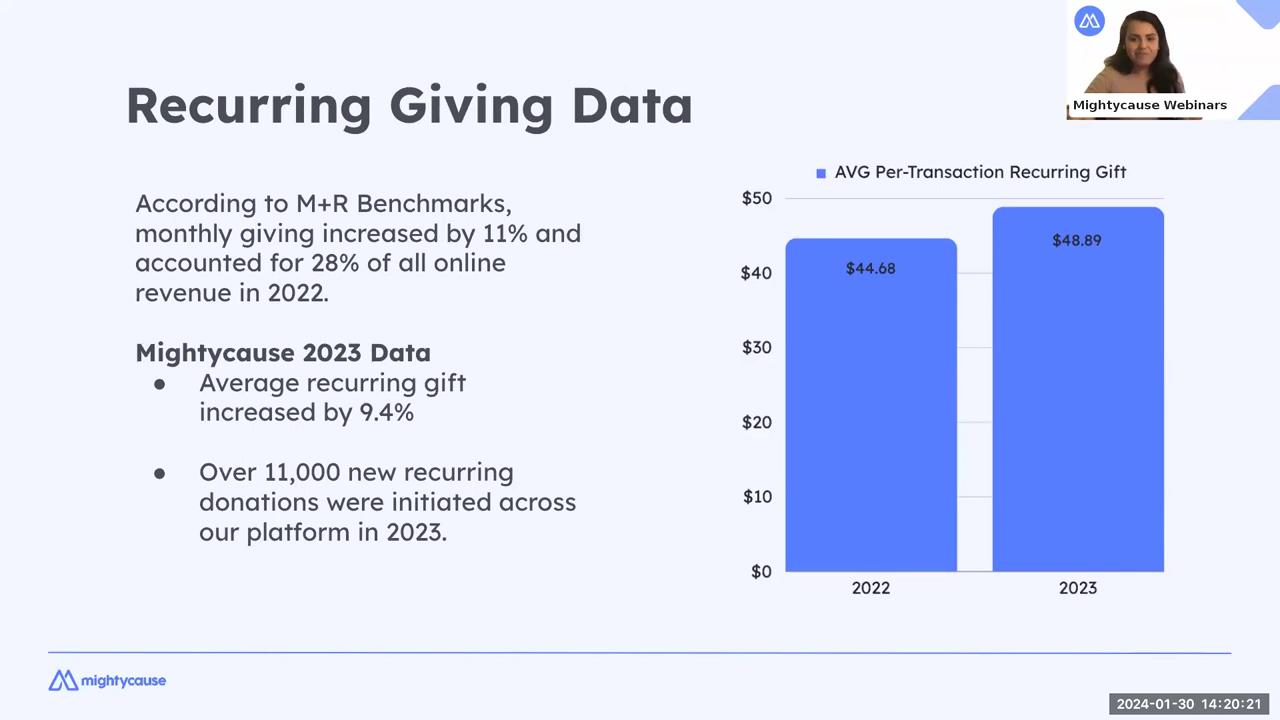 Mightycause Webinars
Recurring Giving Data
According to M+R Benchmarks,
monthly giving increased by 11% and
accounted for 28% of all online
revenue in 2022.
Mightycause 2023 Data
● Average recurring gift
increased by 9.4%
● Over 11,000 new recurring
donations were initiated across
our platform in 2023.
AVG Per-Transaction Recurring Gift
$50
$40
$30
$20
$10
$0
$44.68
$48.89
2022
2023
mightycause
2024-01-30 14:20:21